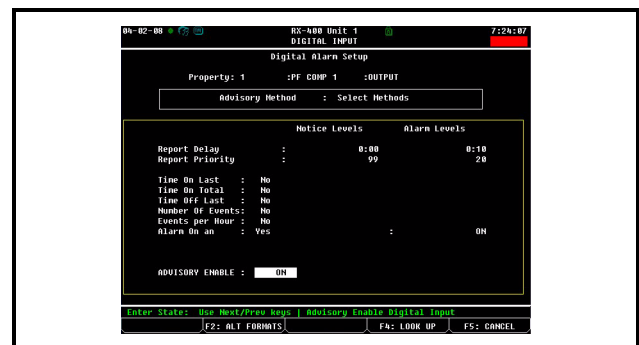 04-02-08 RX-400 Unit 1 7:24:07
DIGITAL INPUT
Digital Alarm Setup
Property: 1 :PF COMP 1 :OUTPUT
Advisory Method : Select Methods
Notice Levels Alarm Levels
Report Delay : 0:00 0:10
Report Priority : 99 20
Time On Last : No
Time On Total : No
Time Off Last : No
Number Of Events: No
Events per Hour : No
Alarm On an : Yes : ON
ADVISORY ENABLE : ON
Enter State: Use Next/Prev keys | Advisory Enable Digital Input
F2: ALT FORMATS F4: LOOK UP F5: CANCEL